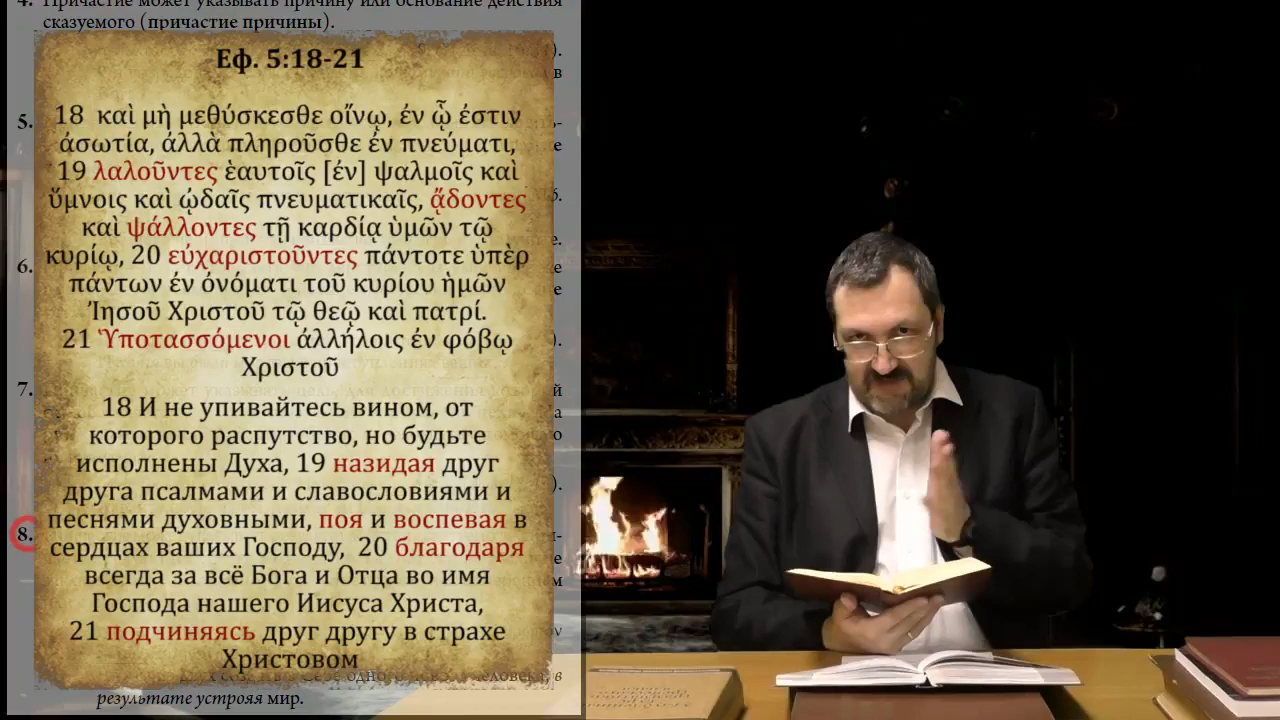 4. Причастие может указывать причину или основание действия
сказуемого (причастие причины).
Еф. 5:18-21
18 καὶ μὴ μεθύσκεσθε οἴνῳ, ἐν ᾧ ἐστιν
ἀσωτία, ἀλλὰ πληροῦσθε ἐν πνεύματι,
19 λαλοῦντες ἑαυτοῖς [ἐν] ψαλμοῖς καὶ
ὕμνοις καὶ ᾠδαῖς πνευματικαῖς, ᾄδοντες
καὶ ψάλλοντες τῇ καρδίᾳ ὑμῶν τῷ
κυρίῳ, 20 εὐχαριστοῦντες πάντοτε ὑπὲρ
πάντων ἐν ὀνόματι τοῦ κυρίου ἡμῶν
Ἰησοῦ Χριστοῦ τῷ θεῷ καὶ πατρί.
21 Ὑποτασσόμενοι ἀλλήλοις ἐν φόβῳ
Χριστοῦ
18 И не упивайтесь вином, от
которого распутство, но будьте
исполнены Духа, 19 назидая друг
друга псалмами и славословиями и
песнями духовными, поя и воспевая в
сердцах ваших Господу, 20 благодаря
всегда за всё Бога и Отца во имя
Господа нашего Иисуса Христа,
21 подчиняясь друг другу в страхе
Христовом
5.
6.
7.
8.
результате устрояя мир.